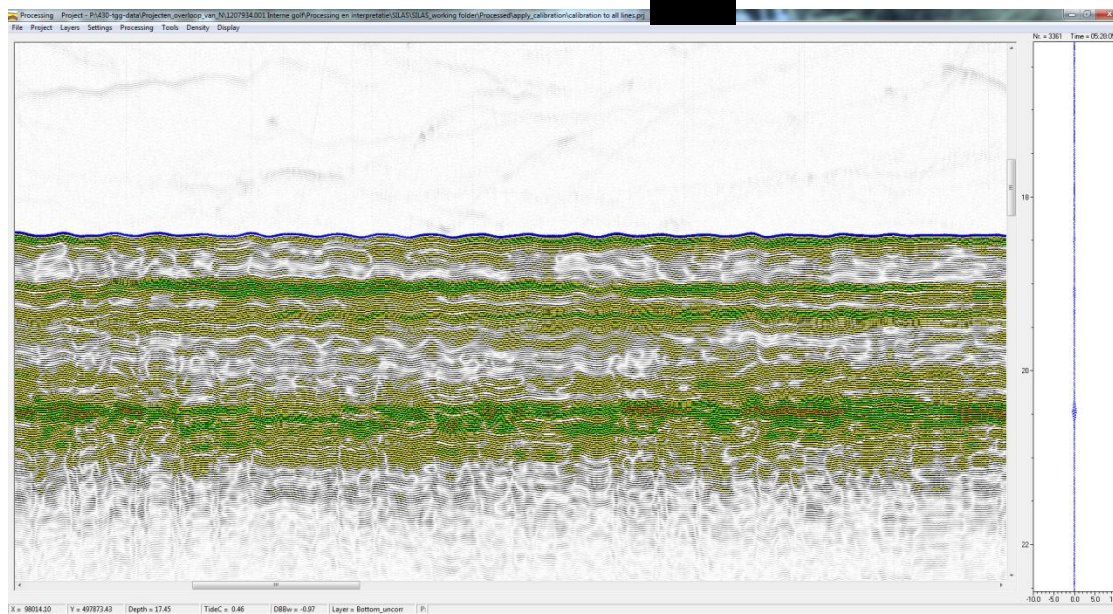 Processing Project - P:\430-tgg-data\Projecten_overloop_van_N\1207934.001 Interne golf\Processing en interpretatie\SILAS\SILAS_working folder\Processed\apply_calibration\calibration to all lines.prj
File Project Layers Settings Processing Tools Density Display
Nr. = 3361 Time = 05:28:05
18
20
22
-10.0 -5.0 0.0 5.0
X = 98014.10 Y = 497873.43 Depth = 17.45 TideC = 0.46 DBBw = -0.97 Layer = Bottom_uncorr P: